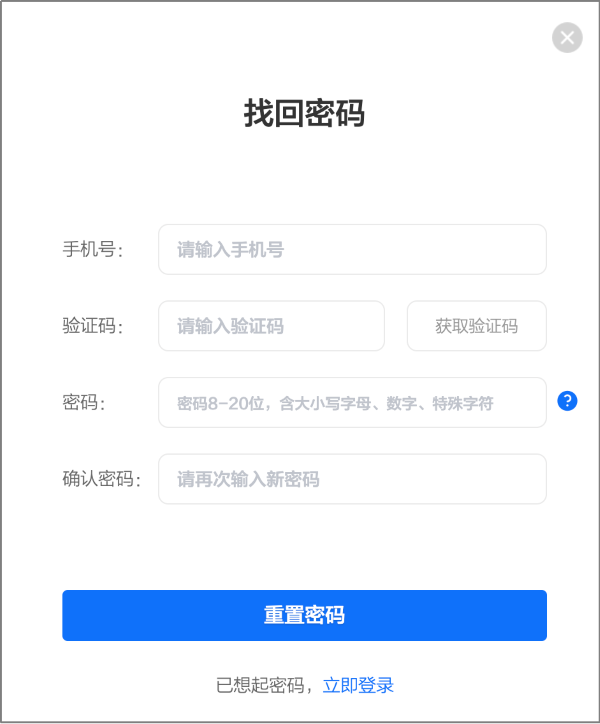 找回密码
手机号：
请输入手机号
验证码：
请输入验证码
获取验证码
密码：
密码8-20位，含大小写字母、数字、特殊字符
?
确认密码：
请再次输入新密码
重置密码
已想起密码，立即登录